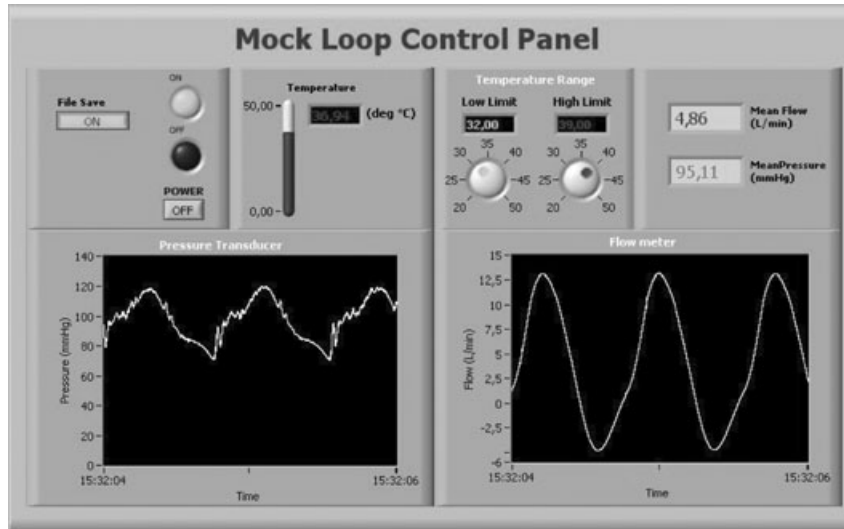 Mock Loop Control Panel
File Save
ON
ON
OFF
POWER
OFF
Temperature
50,00
36,94
(deg °C)
0,00
Temperature Range
Low Limit
High Limit
32,00
39,00
35
30
40
25
45
20
50
35
30
40
25
45
20
50
4,86
Mean Flow
(L/min)
95,11
MeanPressure
(mmHg)
Pressure Transducer
140
120
100
80
60
40
20
0
Pressure (mmHg)
15:32:04
15:32:06
Time
Flow meter
15
12,5
10
7,5
5
2,5
0
-2,5
-6
Flow (L/min)
15:32:04
15:32:06
Time